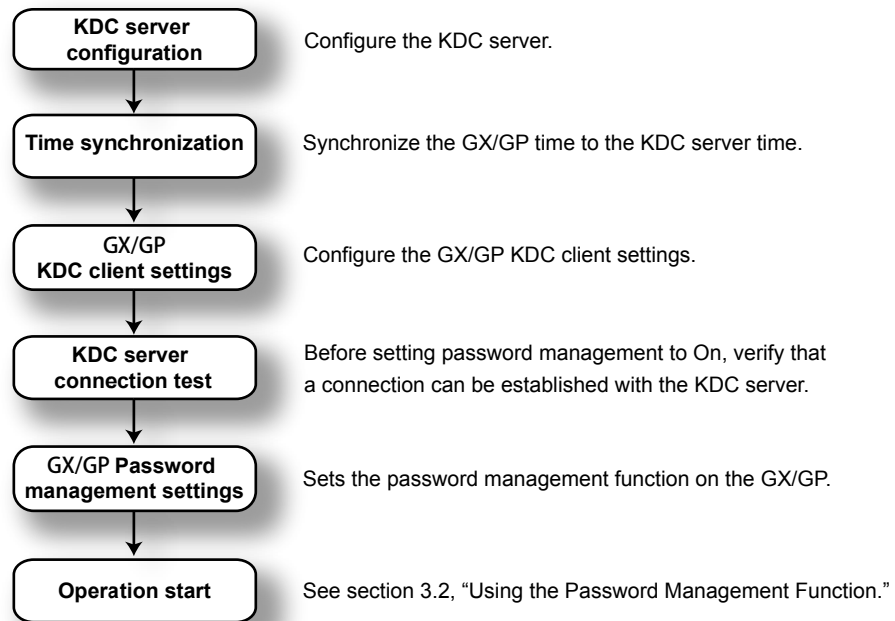 KDC server
configuration
Configure the KDC server.
Time synchronization
Synchronize the GX/GP time to the KDC server time.
GX/GP
KDC client settings
Configure the GX/GP KDC client settings.
KDC server
connection test
Before setting password management to On, verify that
a connection can be established with the KDC server.
GX/GP Password
management settings
Sets the password management function on the GX/GP.
Operation start
See section 3.2, “Using the Password Management Function.”